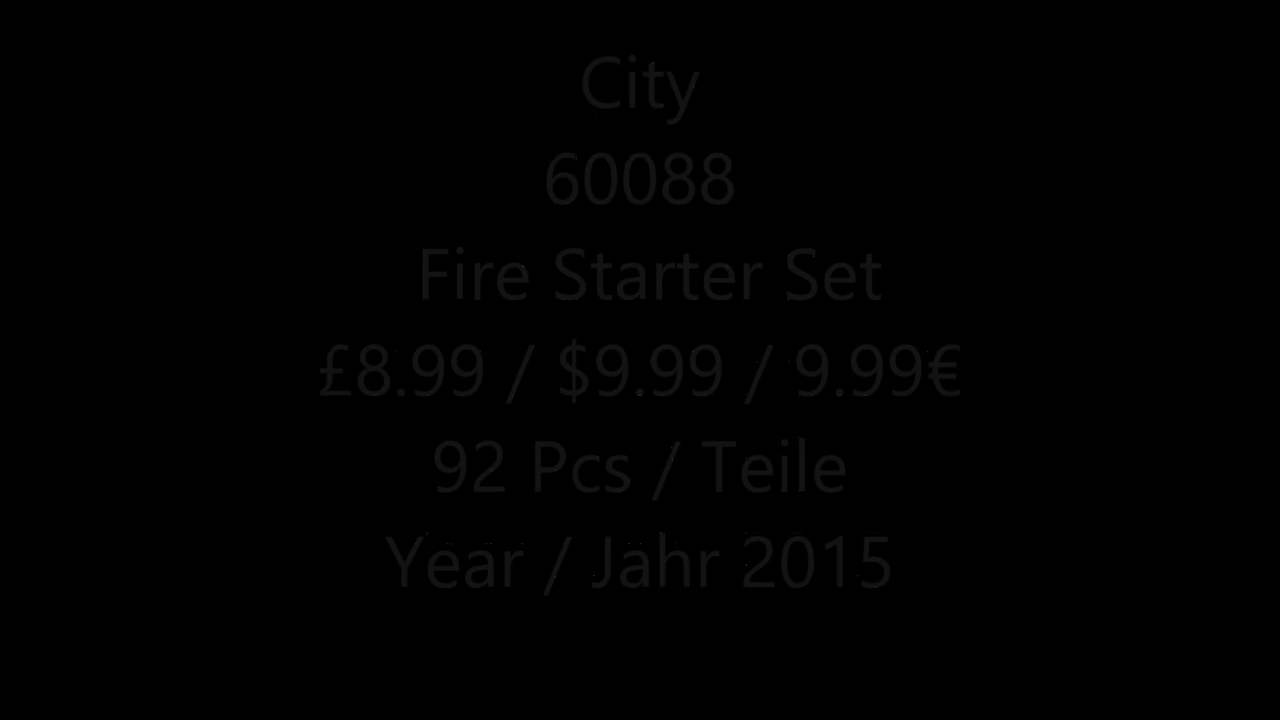 City
60088
Fire Starter Set
£8.99 / $9.99 / 9.99€
92 Pcs / Teile
Year / Jahr 2015